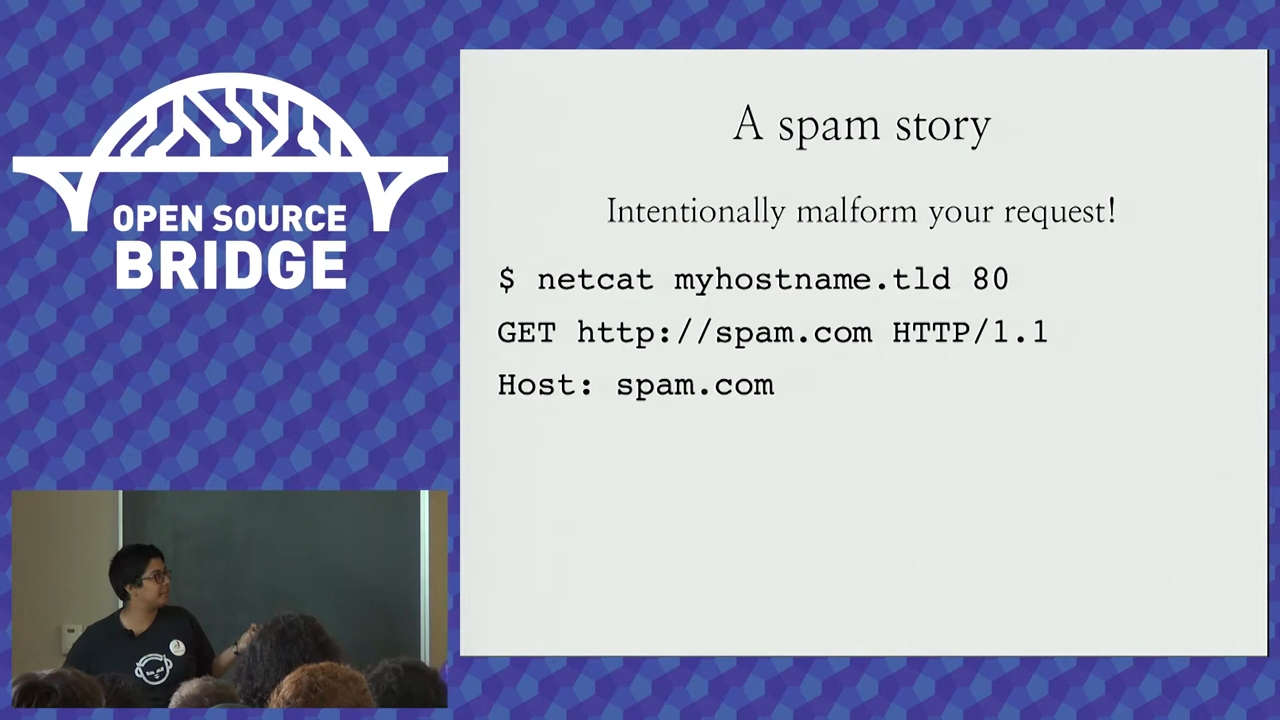 OPEN SOURCE
BRIDGE
A spam story
Intentionally malform your request!
$ netcat myhostname.tld 80
GET http://spam.com HTTP/1.1
Host: spam.com